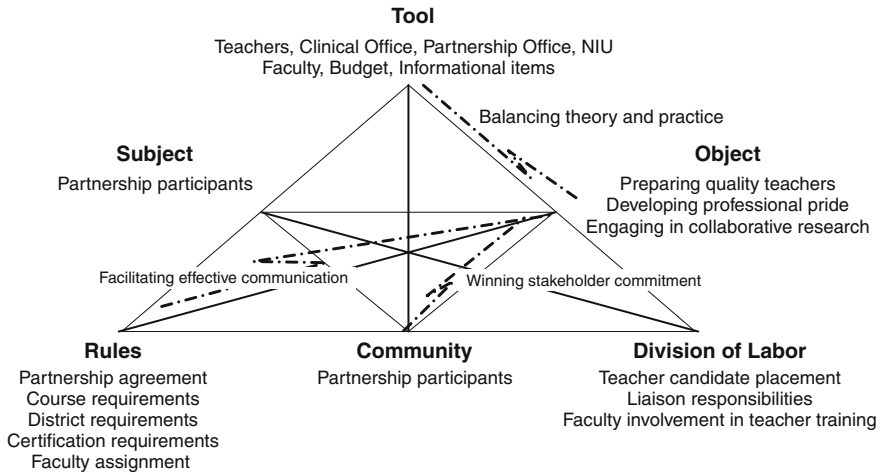 Tool
Teachers, Clinical Office, Partnership Office, NIU
Faculty, Budget, Informational items
Balancing theory and practice
Subject
Partnership participants
Object
Preparing quality teachers
Developing professional pride
Engaging in collaborative research
Facilitating effective communication
Winning stakeholder commitment
Rules
Partnership agreement
Course requirements
District requirements
Certification requirements
Faculty assignment
Community
Partnership participants
Division of Labor
Teacher candidate placement
Liaison responsibilities
Faculty involvement in teacher training